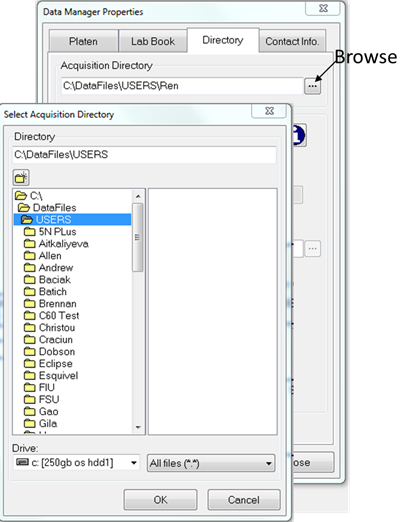 Data Manager Properties
Platen
Lab Book
Directory
Contact Info.
Browse
Acquisition Directory
C:\DataFiles\USERS\Ren
...
Select Acquisition Directory
Directory
C:\DataFiles\USERS
C:\
DataFiles
USERS
5N PLus
Aitkaliyeva
Allen
Andrew
Baciak
Batich
Brennan
C60 Test
Christou
Craciun
Dobson
Eclipse
Esquivel
FIU
FSU
Gao
Gila
Drive:
c: [250gb os hdd1]
All files (*.*)
OK
Cancel
...